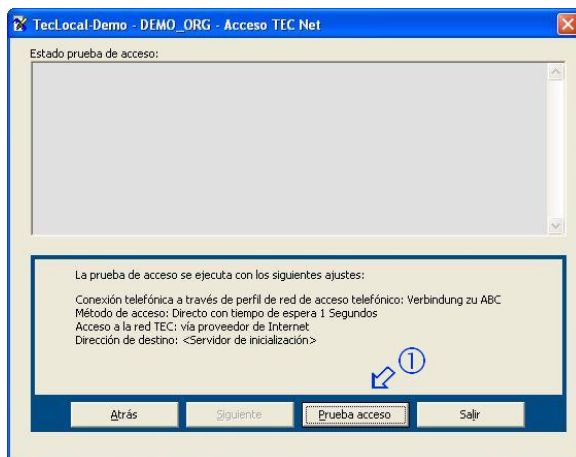 TecLocal-Demo - DEMO_ORG - Acceso TEC Net
Estado prueba de acceso:
La prueba de acceso se ejecuta con los siguientes ajustes:
Conexión telefónica a través de perfil de red de acceso telefónico: Verbindung zu ABC
Método de acceso: Directo con tiempo de espera 1 Segundos
Acceso a la red TEC: vía proveedor de Internet
Dirección de destino: <Servidor de inicialización>
①
Atrás Siguiente Prueba acceso Salir